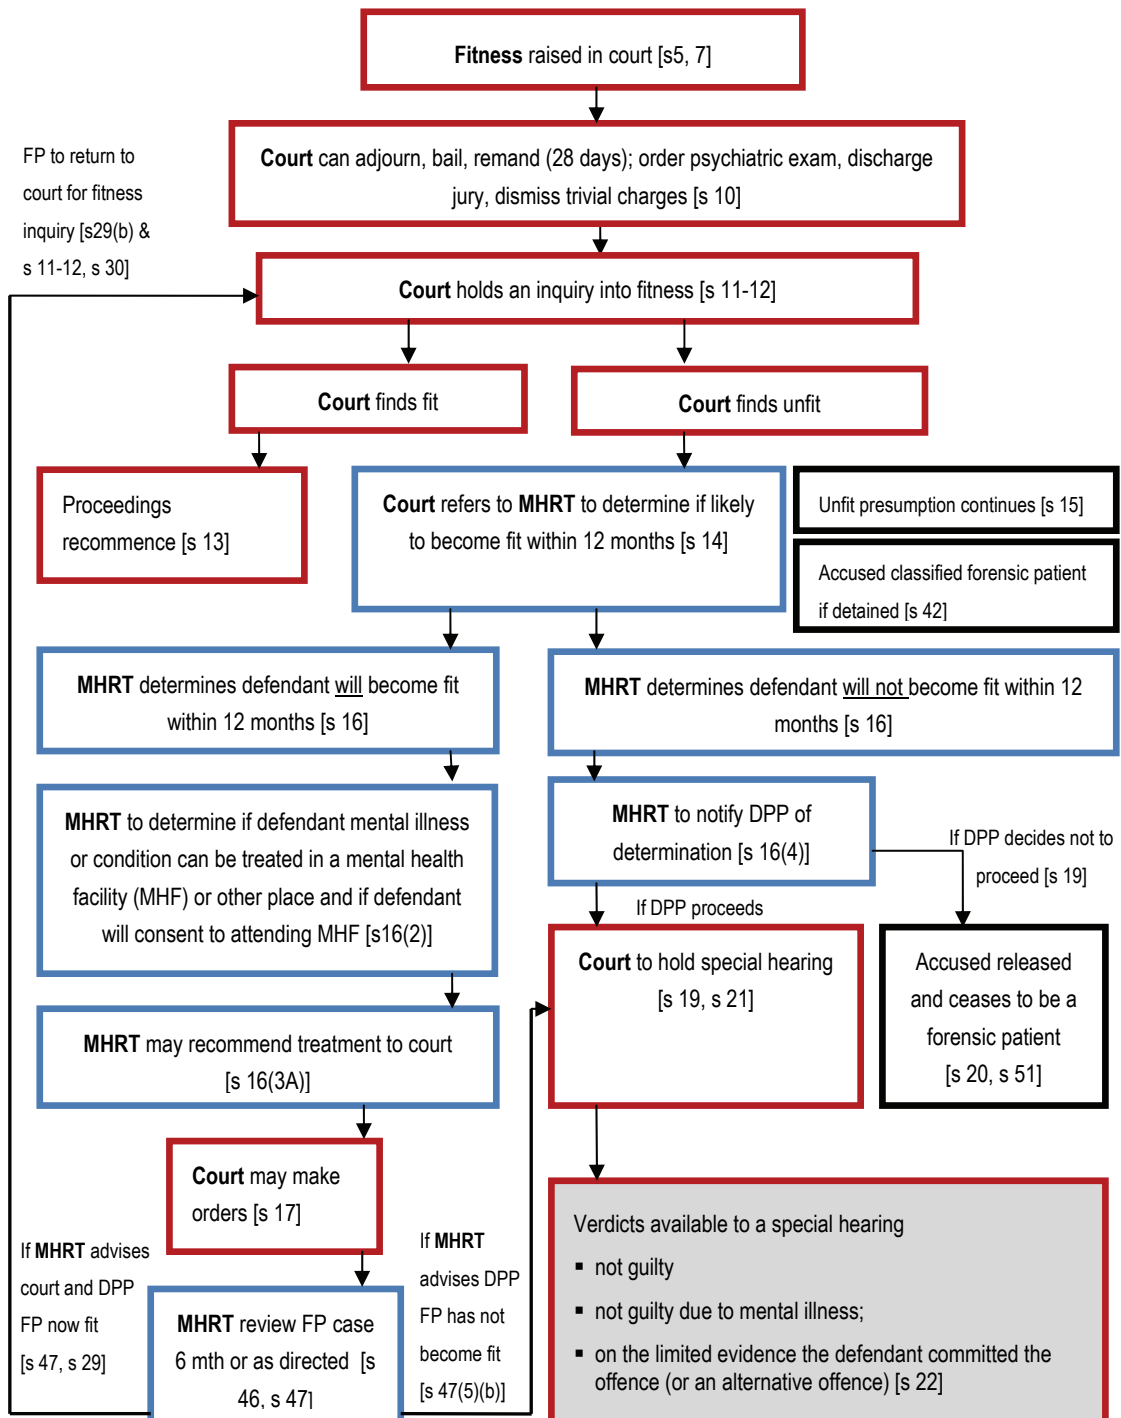 Fitness raised in court [s5, 7]
FP to return to
court for fitness
inquiry [s29(b) &
s 11-12, s 30]
Court can adjourn, bail, remand (28 days); order psychiatric exam, discharge
jury, dismiss trivial charges [s 10]
Court holds an inquiry into fitness [s 11-12]
Court finds fit
Court finds unfit
Proceedings
recommence [s 13]
Court refers to MHRT to determine if likely
to become fit within 12 months [s 14]
Unfit presumption continues [s 15]
Accused classified forensic patient
if detained [s 42]
MHRT determines defendant will become fit
within 12 months [s 16]
MHRT determines defendant will not become fit within 12
months [s 16]
MHRT to determine if defendant mental illness
or condition can be treated in a mental health
facility (MHF) or other place and if defendant
will consent to attending MHF [s16(2)]
MHRT to notify DPP of
determination [s 16(4)]
If DPP decides not to
proceed [s 19]
If DPP proceeds
Court to hold special hearing
[s 19, s 21]
Accused released
and ceases to be a
forensic patient
[s 20, s 51]
MHRT may recommend treatment to court
[s 16(3A)]
Court may make
orders [s 17]
If MHRT advises
court and DPP
FP now fit
[s 47, s 29]
MHRT review FP case
6 mth or as directed [s
46, s 47]
If MHRT
advises DPP
FP has not
become fit
[s 47(5)(b)]
Verdicts available to a special hearing
▪ not guilty
▪ not guilty due to mental illness;
▪ on the limited evidence the defendant committed the
offence (or an alternative offence) [s 22]